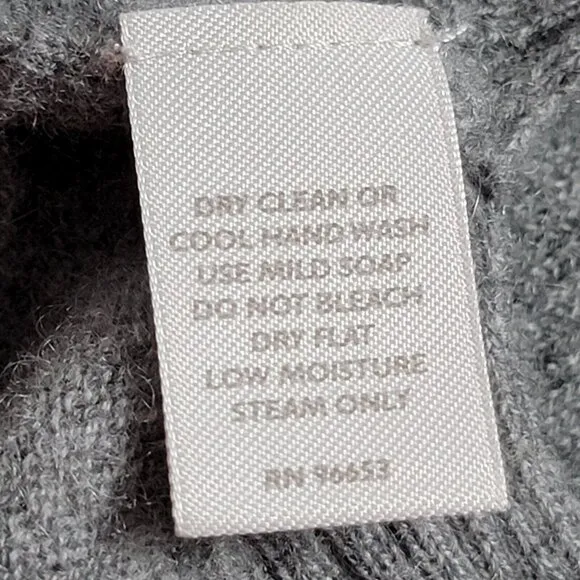 DRY CLEAN OR
COOL HAND WASH
USE MILD SOAP
DO NOT BLEACH
DRY FLAT
LOW MOISTURE
STEAM ONLY
RN 96653